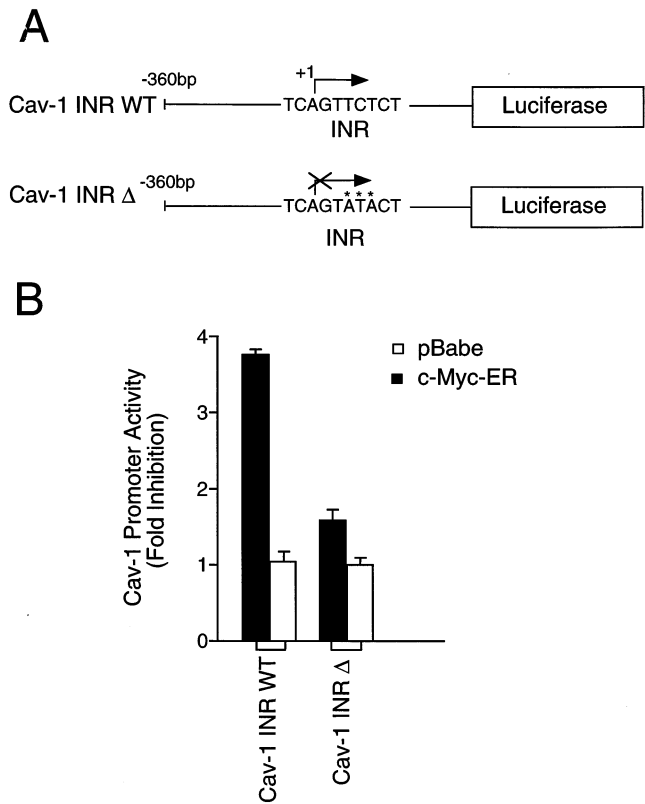 A
-360bp
+1
Cav-1 INR WT
TCAGTTCTCT
Luciferase
INR
Cav-1 INR Δ
-360bp
* * *
TCAGTATACT
Luciferase
INR
B
Cav-1 Promoter Activity
(Fold Inhibition)
4
3
2
1
0
pBabe
c-Myc-ER
Cav-1 INR WT
Cav-1 INR Δ